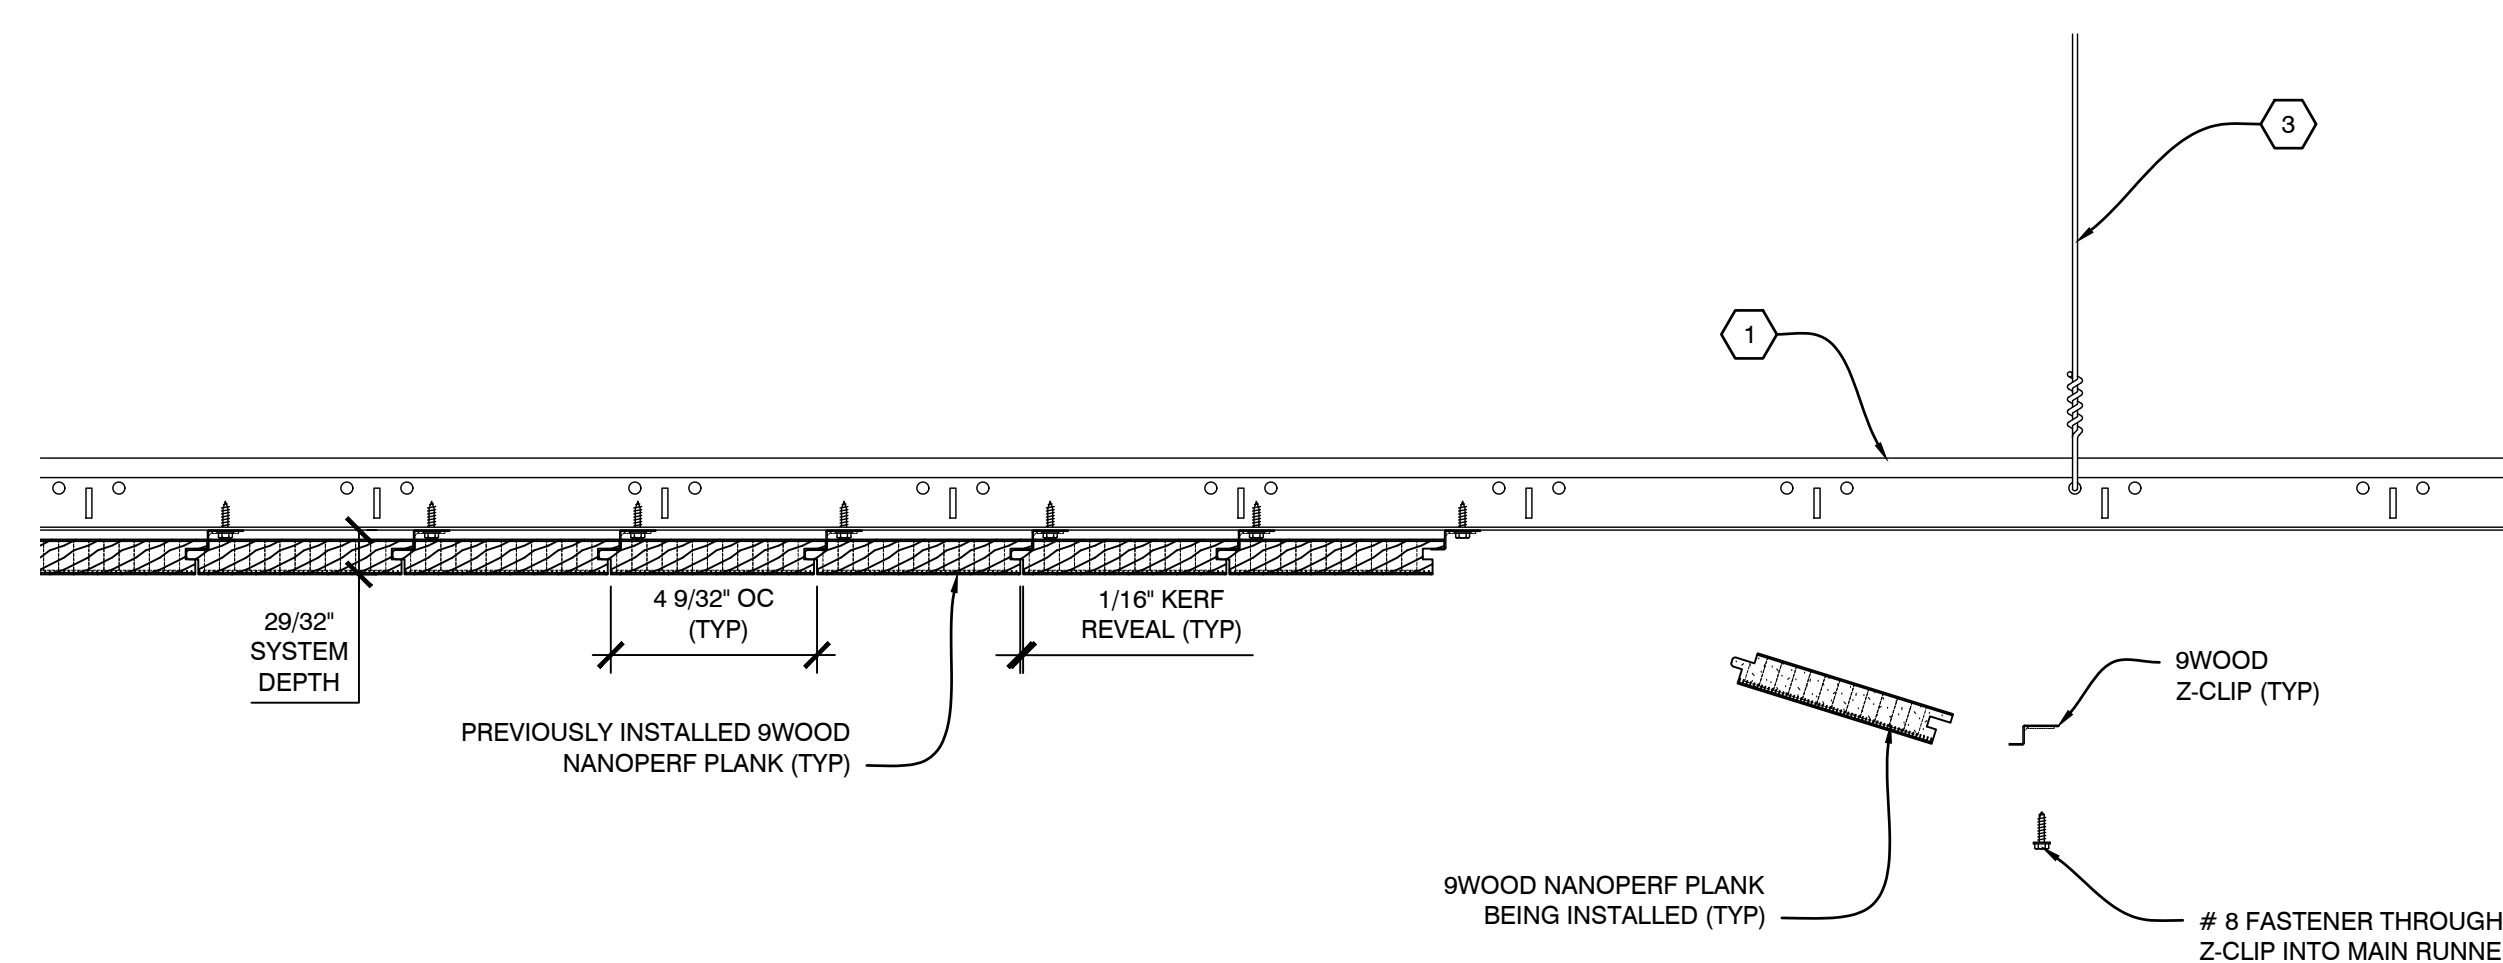 3
1
4 9/32" OC
(TYP)
1/16" KERF
REVEAL (TYP)
29/32"
SYSTEM
DEPTH
9WOOD
Z-CLIP (TYP)
PREVIOUSLY INSTALLED 9WOOD
NANOPERF PLANK (TYP)
9WOOD NANOPERF PLANK
BEING INSTALLED (TYP)
# 8 FASTENER THROUGH
Z-CLIP INTO MAIN RUNNE